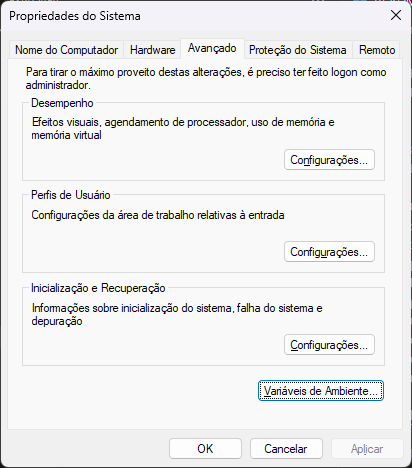 Propriedades do Sistema
Nome do Computador Hardware Avançado Proteção do Sistema Remoto
Para tirar o máximo proveito destas alterações, é preciso ter feito logon como
administrador.
Desempenho
Efeitos visuais, agendamento de processador, uso de memória e
memória virtual
Configurações...
Perfis de Usuário
Configurações da área de trabalho relativas à entrada
Configurações...
Inicialização e Recuperação
Informações sobre inicialização do sistema, falha do sistema e
depuração
Configurações...
Variáveis de Ambiente...
OK Cancelar Aplicar